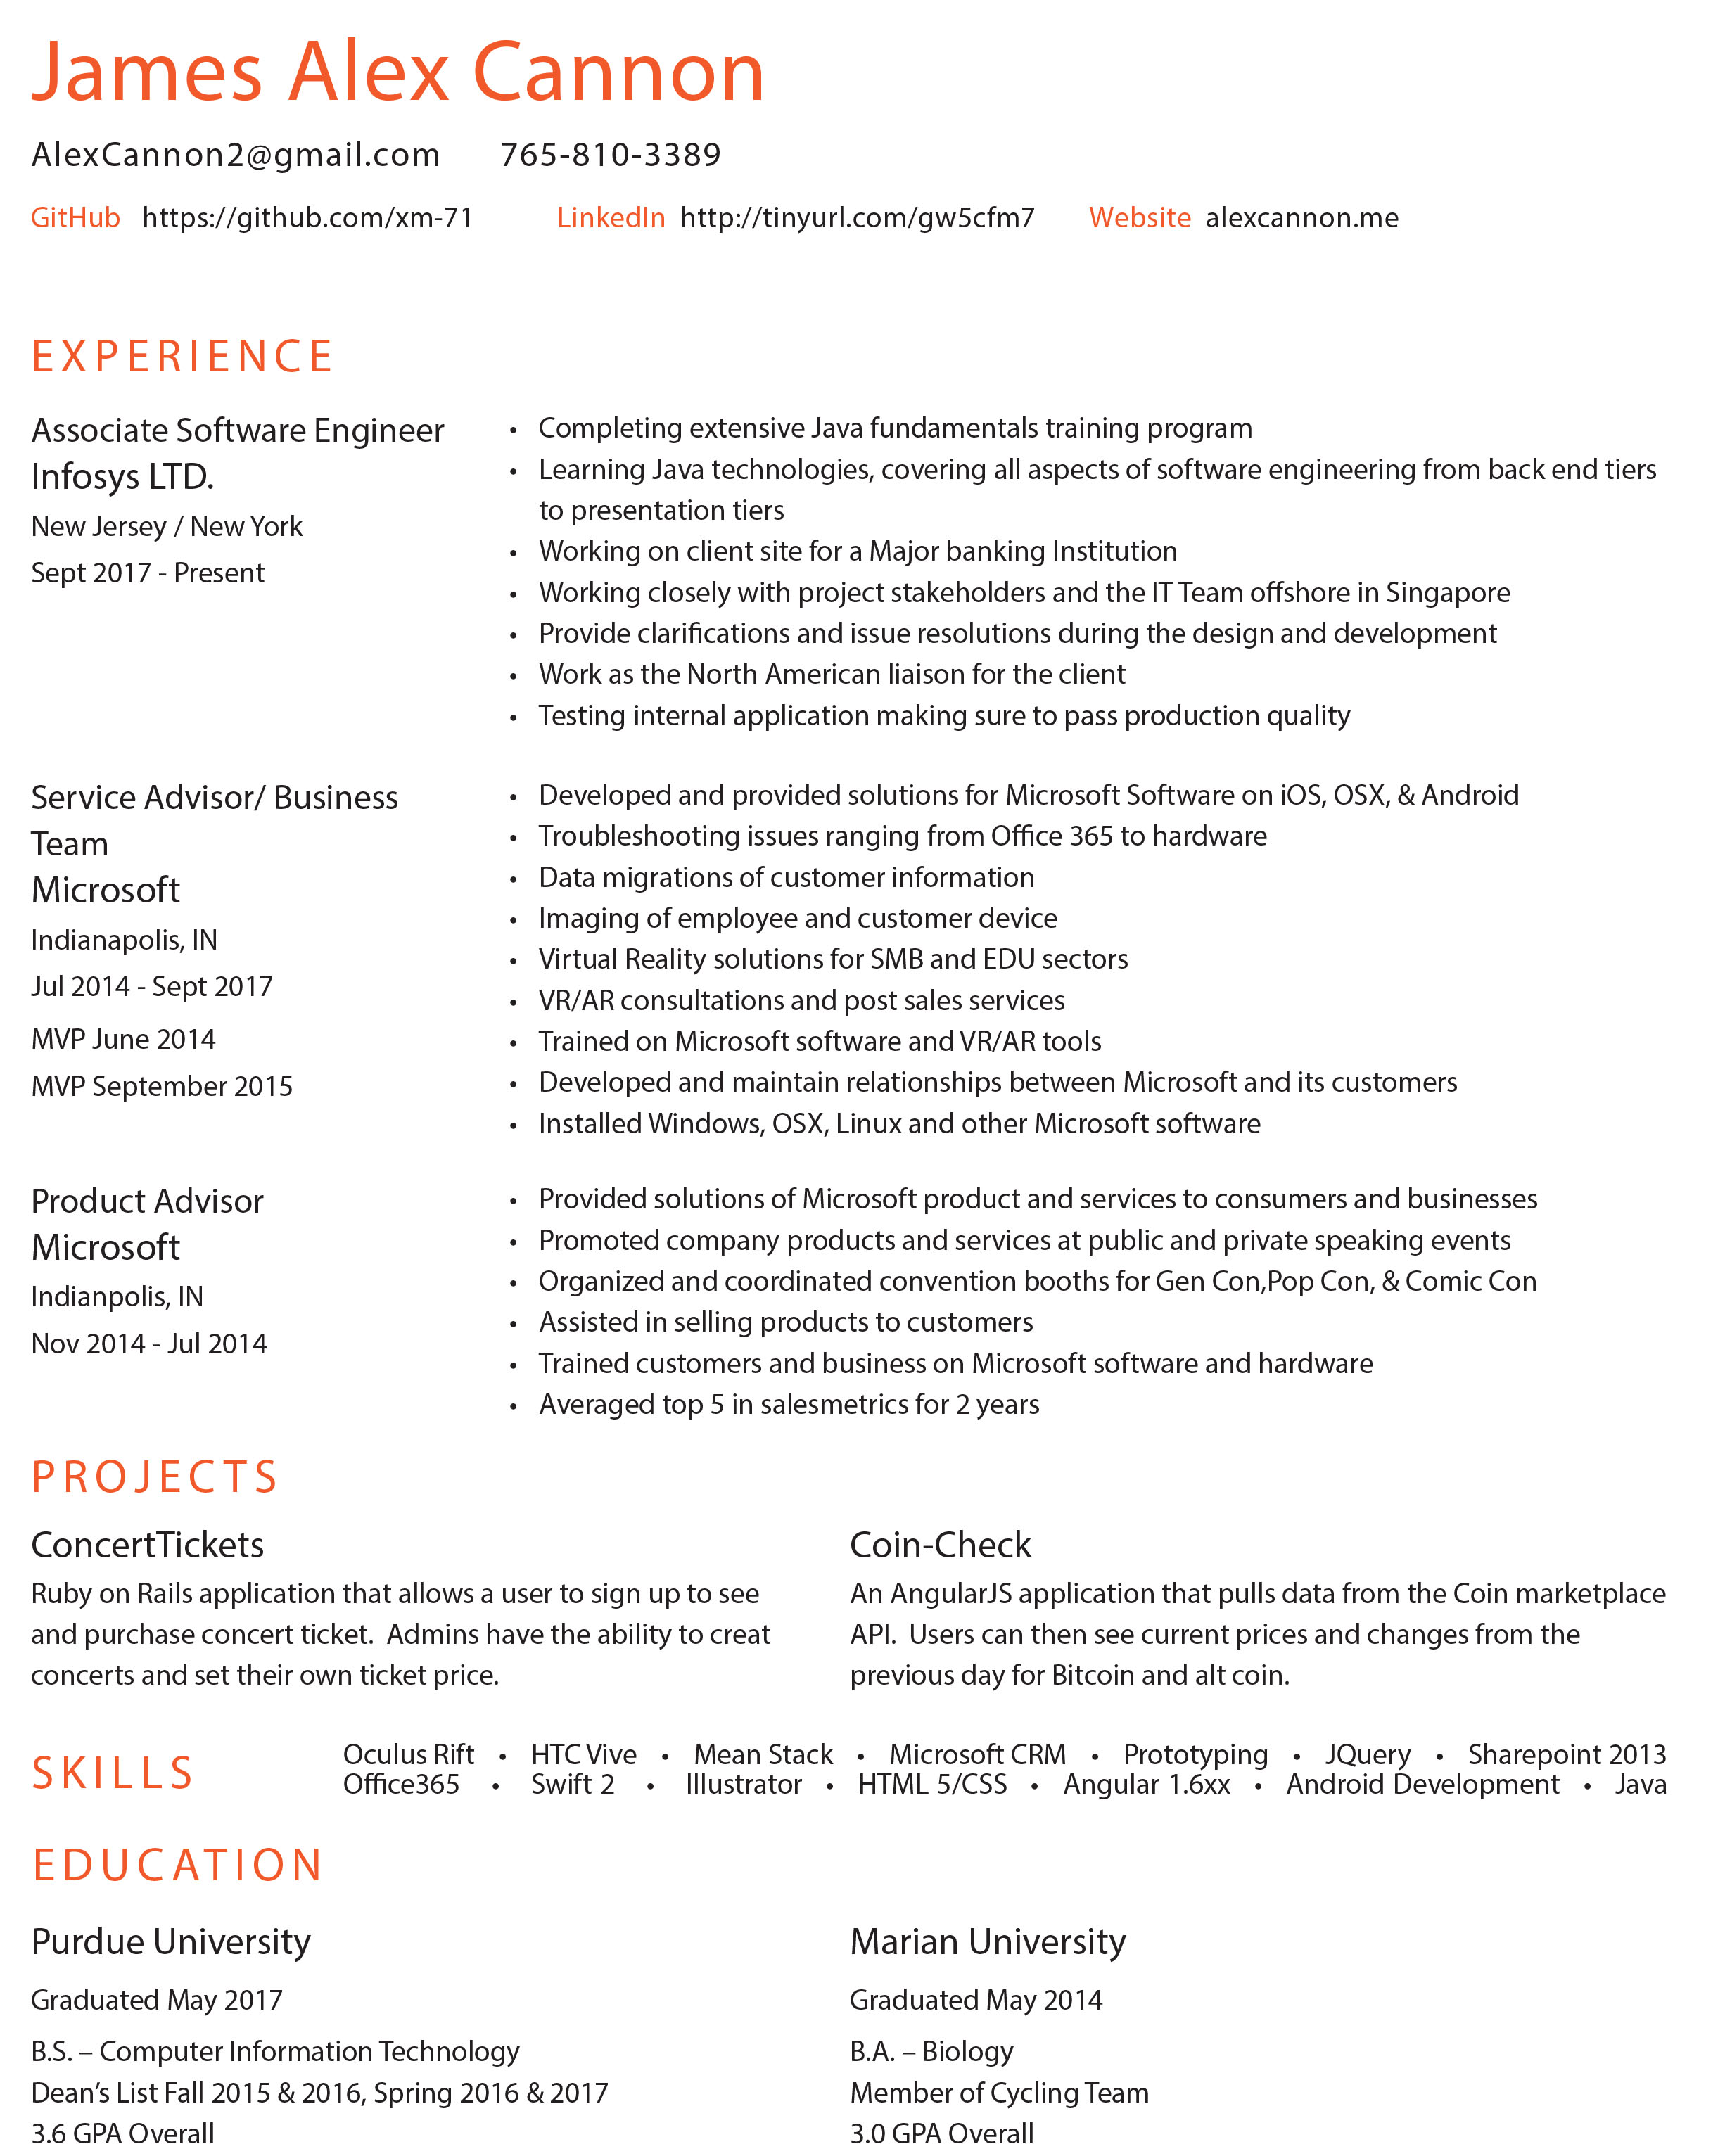 James Alex Cannon
AlexCannon2@gmail.com 765-810-3389
GitHub https://github.com/xm-71 LinkedIn http://tinyurl.com/gw5cfm7 Website alexcannon.me
EXPERIENCE
Associate Software Engineer
Infosys LTD.
New Jersey / New York
Sept 2017 - Present
• Completing extensive Java fundamentals training program
• Learning Java technologies, covering all aspects of software engineering from back end tiers
to presentation tiers
• Working on client site for a Major banking Institution
• Working closely with project stakeholders and the IT Team offshore in Singapore
• Provide clarifications and issue resolutions during the design and development
• Work as the North American liaison for the client
• Testing internal application making sure to pass production quality
Service Advisor/ Business
Team
Microsoft
Indianapolis, IN
Jul 2014 - Sept 2017
MVP June 2014
MVP September 2015
• Developed and provided solutions for Microsoft Software on iOS, OSX, & Android
• Troubleshooting issues ranging from Office 365 to hardware
• Data migrations of customer information
• Imaging of employee and customer device
• Virtual Reality solutions for SMB and EDU sectors
• VR/AR consultations and post sales services
• Trained on Microsoft software and VR/AR tools
• Developed and maintain relationships between Microsoft and its customers
• Installed Windows, OSX, Linux and other Microsoft software
Product Advisor
Microsoft
Indianpolis, IN
Nov 2014 - Jul 2014
• Provided solutions of Microsoft product and services to consumers and businesses
• Promoted company products and services at public and private speaking events
• Organized and coordinated convention booths for Gen Con,Pop Con, & Comic Con
• Assisted in selling products to customers
• Trained customers and business on Microsoft software and hardware
• Averaged top 5 in salesmetrics for 2 years
PROJECTS
ConcertTickets
Ruby on Rails application that allows a user to sign up to see
and purchase concert ticket.  Admins have the ability to creat
concerts and set their own ticket price.
Coin-Check
An AngularJS application that pulls data from the Coin marketplace
API.  Users can then see current prices and changes from the
previous day for Bitcoin and alt coin.
SKILLS
Oculus Rift • HTC Vive • Mean Stack • Microsoft CRM • Prototyping • JQuery • Sharepoint 2013
Office365 • Swift 2 • Illustrator • HTML 5/CSS • Angular 1.6xx • Android Development • Java
EDUCATION
Purdue University
Graduated May 2017
B.S. – Computer Information Technology
Dean’s List Fall 2015 & 2016, Spring 2016 & 2017
3.6 GPA Overall
Marian University
Graduated May 2014
B.A. – Biology
Member of Cycling Team
3.0 GPA Overall